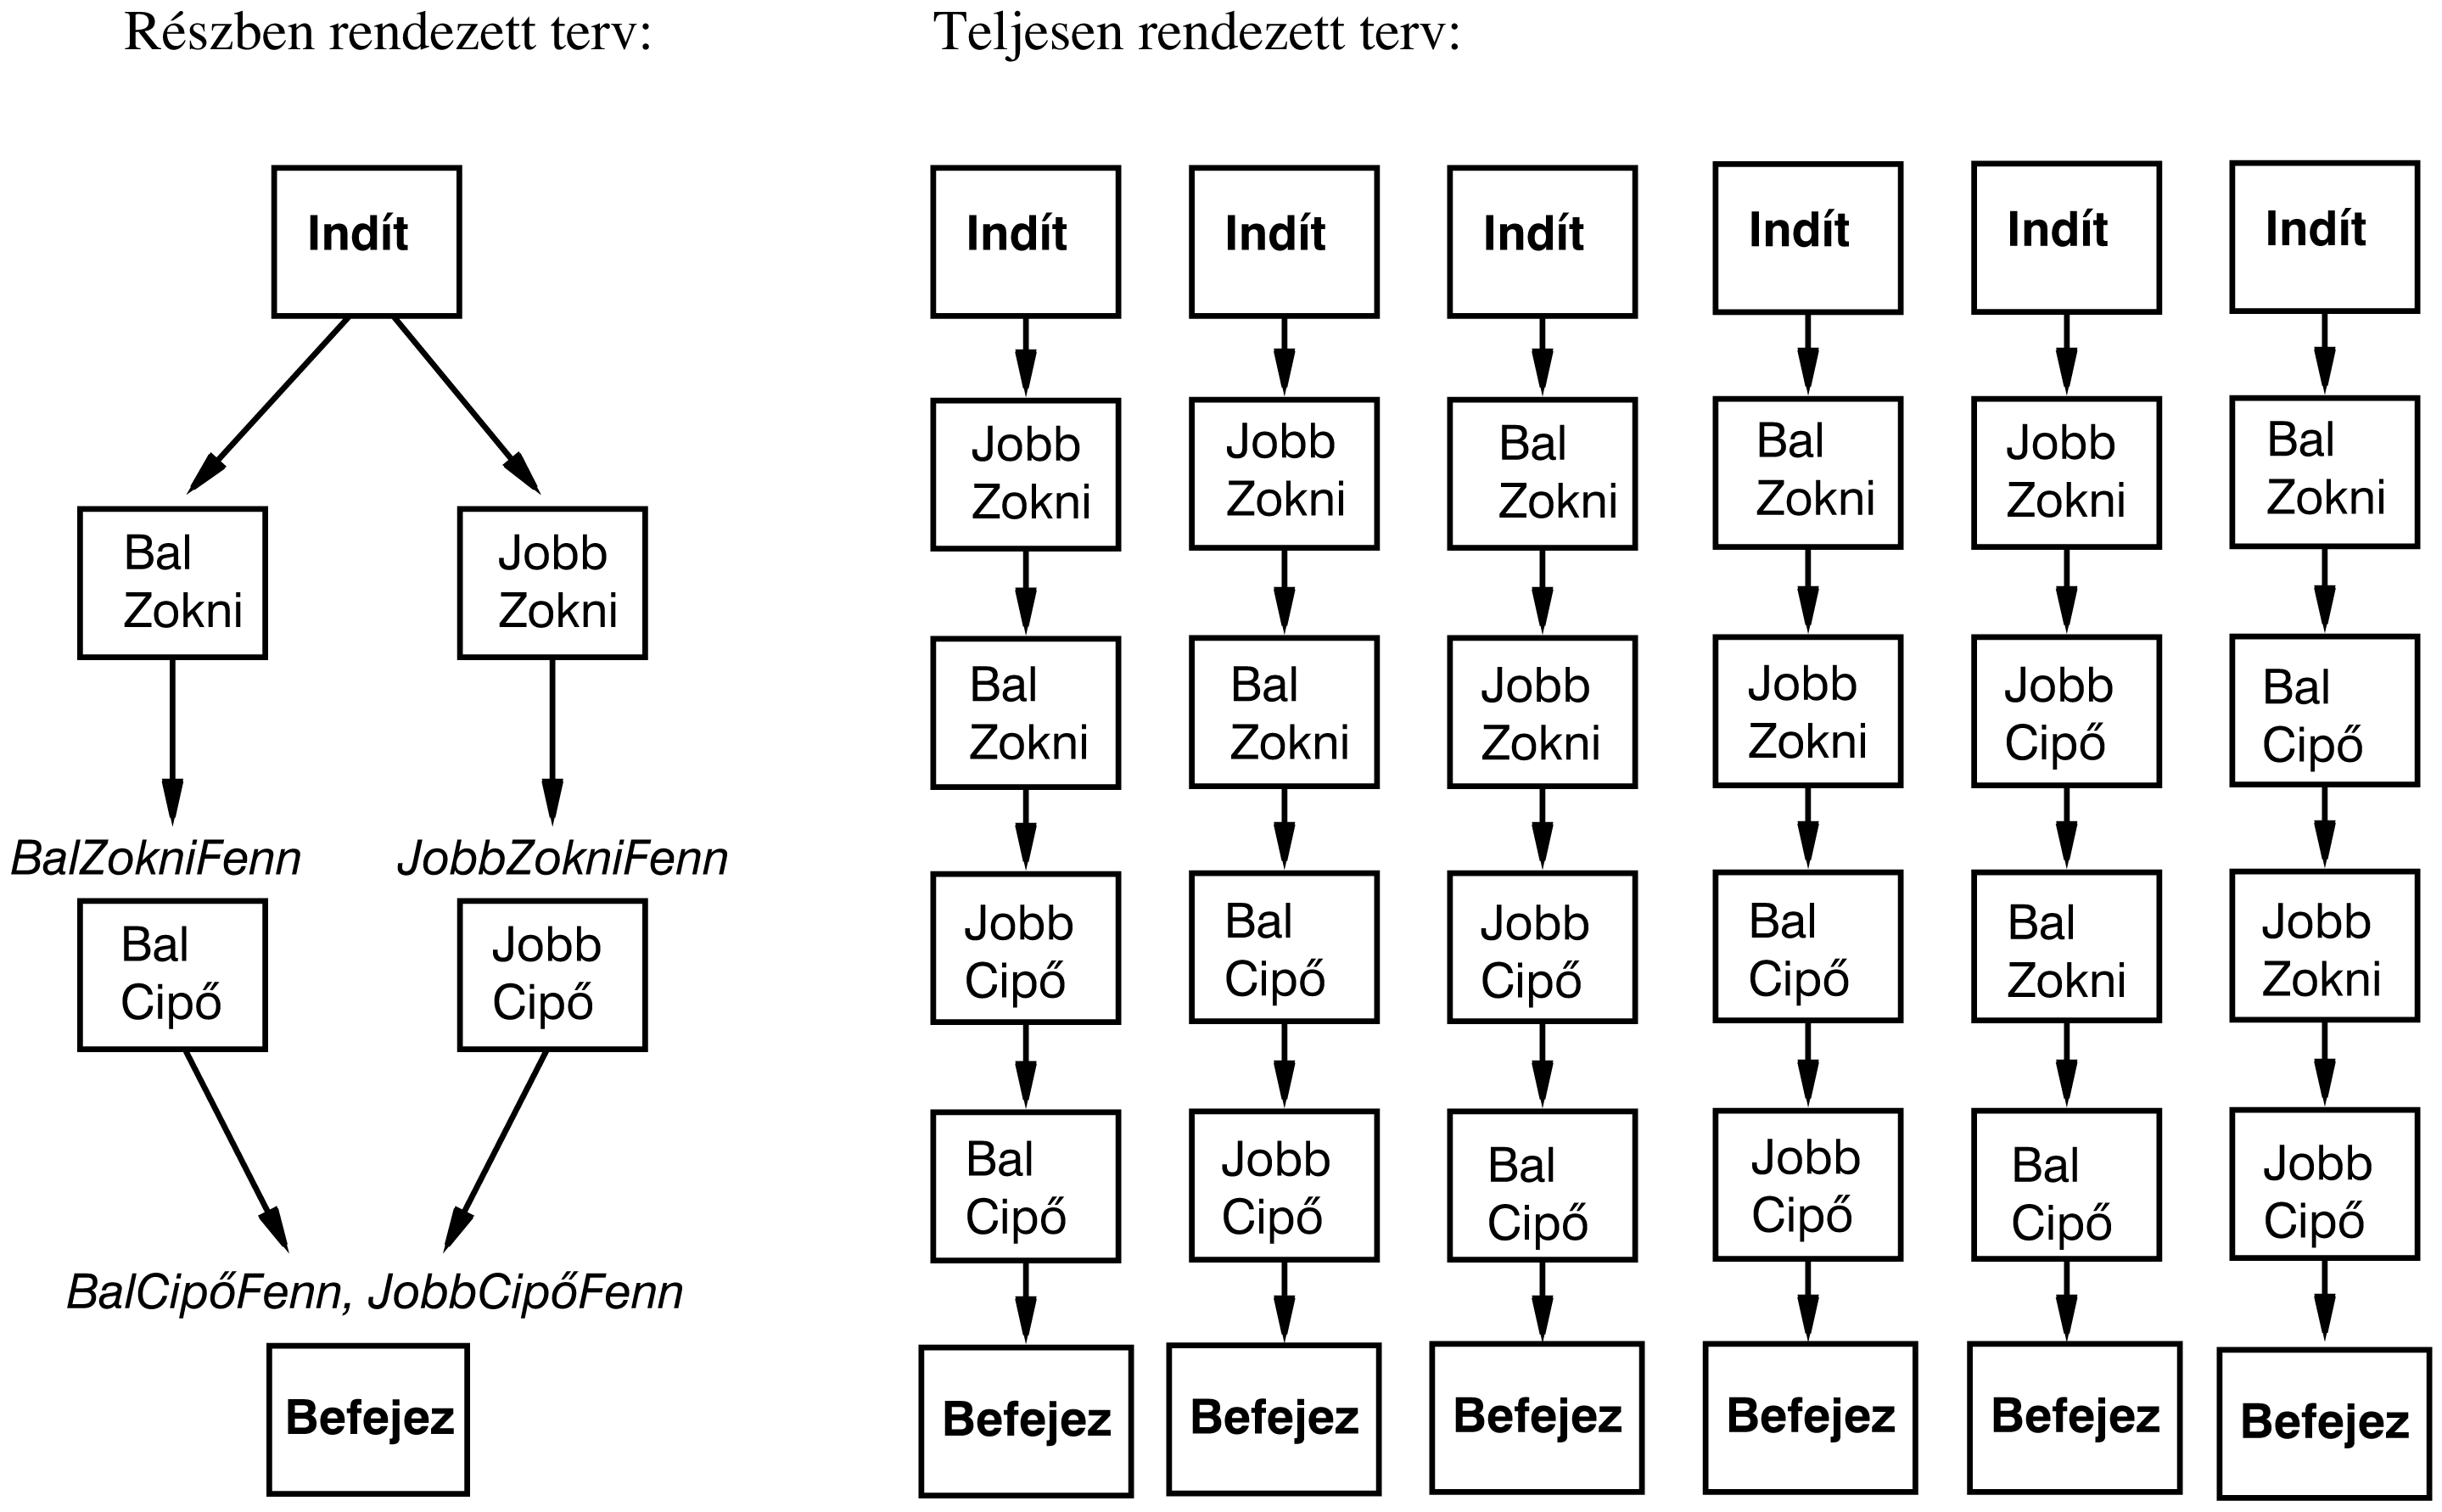 Részben rendezett terv:
Indít
Bal
Zokni
Jobb
Zokni
BalZokniFenn
JobbZokniFenn
Bal
Cipő
Jobb
Cipő
BalCipőFenn, JobbCipőFenn
Befejez
Teljesen rendezett terv:
Indít
Jobb
Zokni
Bal
Zokni
Jobb
Cipő
Bal
Cipő
Befejez
Indít
Jobb
Zokni
Bal
Zokni
Bal
Cipő
Jobb
Cipő
Befejez
Indít
Bal
Zokni
Jobb
Zokni
Jobb
Cipő
Bal
Cipő
Befejez
Indít
Bal
Zokni
Jobb
Zokni
Bal
Cipő
Jobb
Cipő
Befejez
Indít
Jobb
Zokni
Jobb
Cipő
Bal
Zokni
Bal
Cipő
Befejez
Indít
Bal
Zokni
Bal
Cipő
Jobb
Zokni
Jobb
Cipő
Befejez